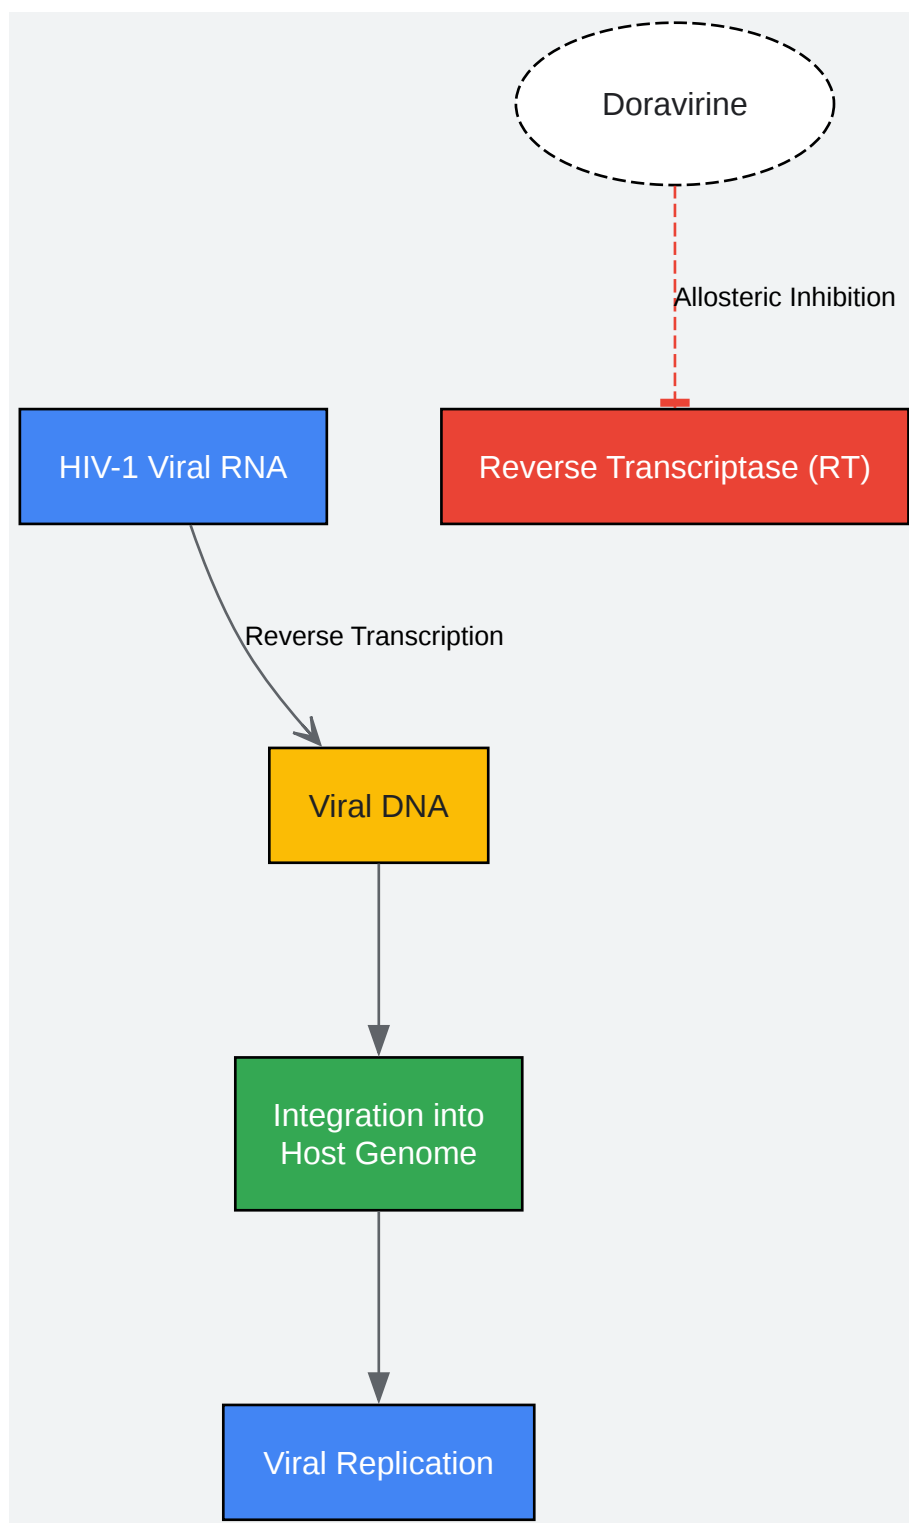 Doravirine
Allosteric Inhibition
HIV-1 Viral RNA
Reverse Transcriptase (RT)
Reverse Transcription
Viral DNA
Integration into
Host Genome
Viral Replication